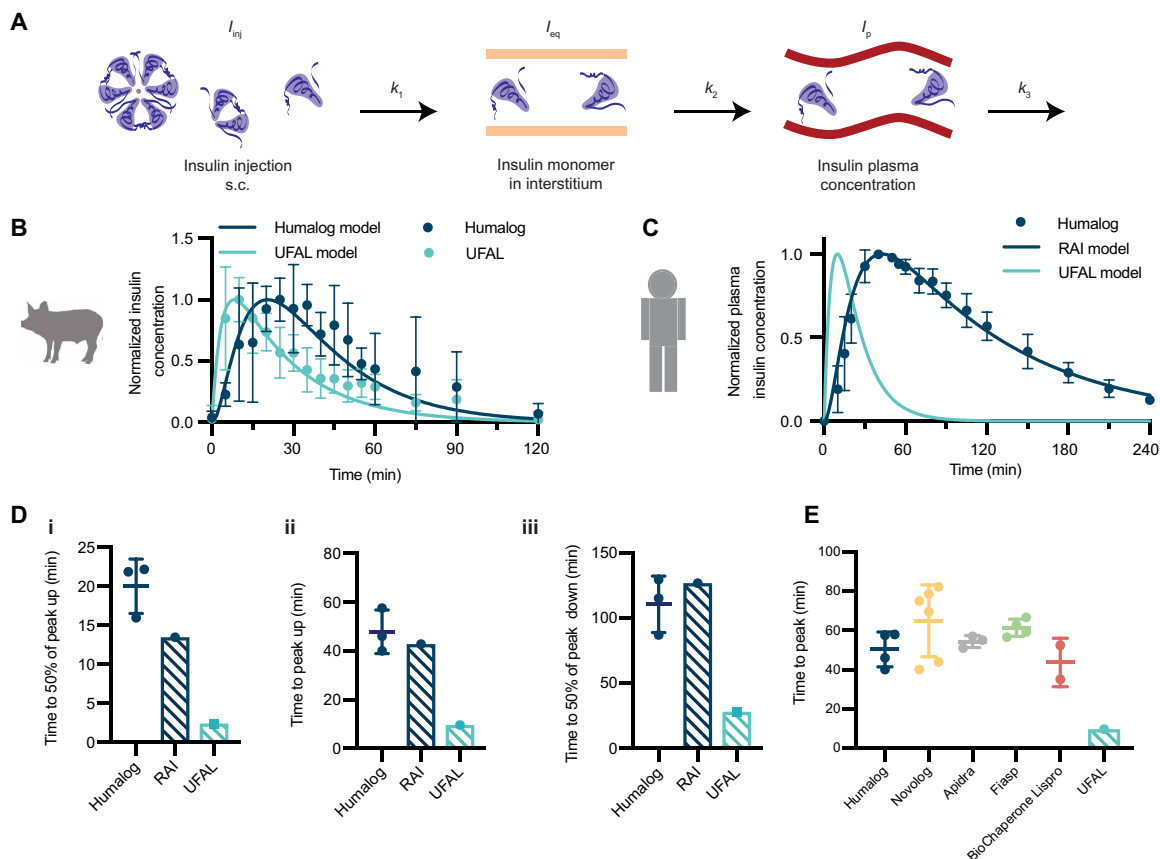 A
I_inj
I_eq
I_p
k_1
k_2
k_3
Insulin injection
s.c.
Insulin monomer
in interstitium
Insulin plasma
concentration
B
Humalog model
Humalog
UFAL model
UFAL
Normalized insulin
concentration
1.5
1.0
0.5
0.0
0
30
60
90
120
Time (min)
C
Humalog
RAI model
UFAL model
Normalized plasma
insulin concentration
1.0
0.5
0.0
0
60
120
180
240
Time (min)
D
i
Time to 50% of peak up (min)
25
20
15
10
5
0
Humalog
RAI
UFAL
ii
Time to peak up (min)
80
60
40
20
0
Humalog
RAI
UFAL
iii
Time to 50% of peak down (min)
150
100
50
0
Humalog
RAI
UFAL
E
Time to peak (min)
100
80
60
40
20
0
Humalog
Novolog
Apidra
Fiasp
BioChaperone Lispro
UFAL